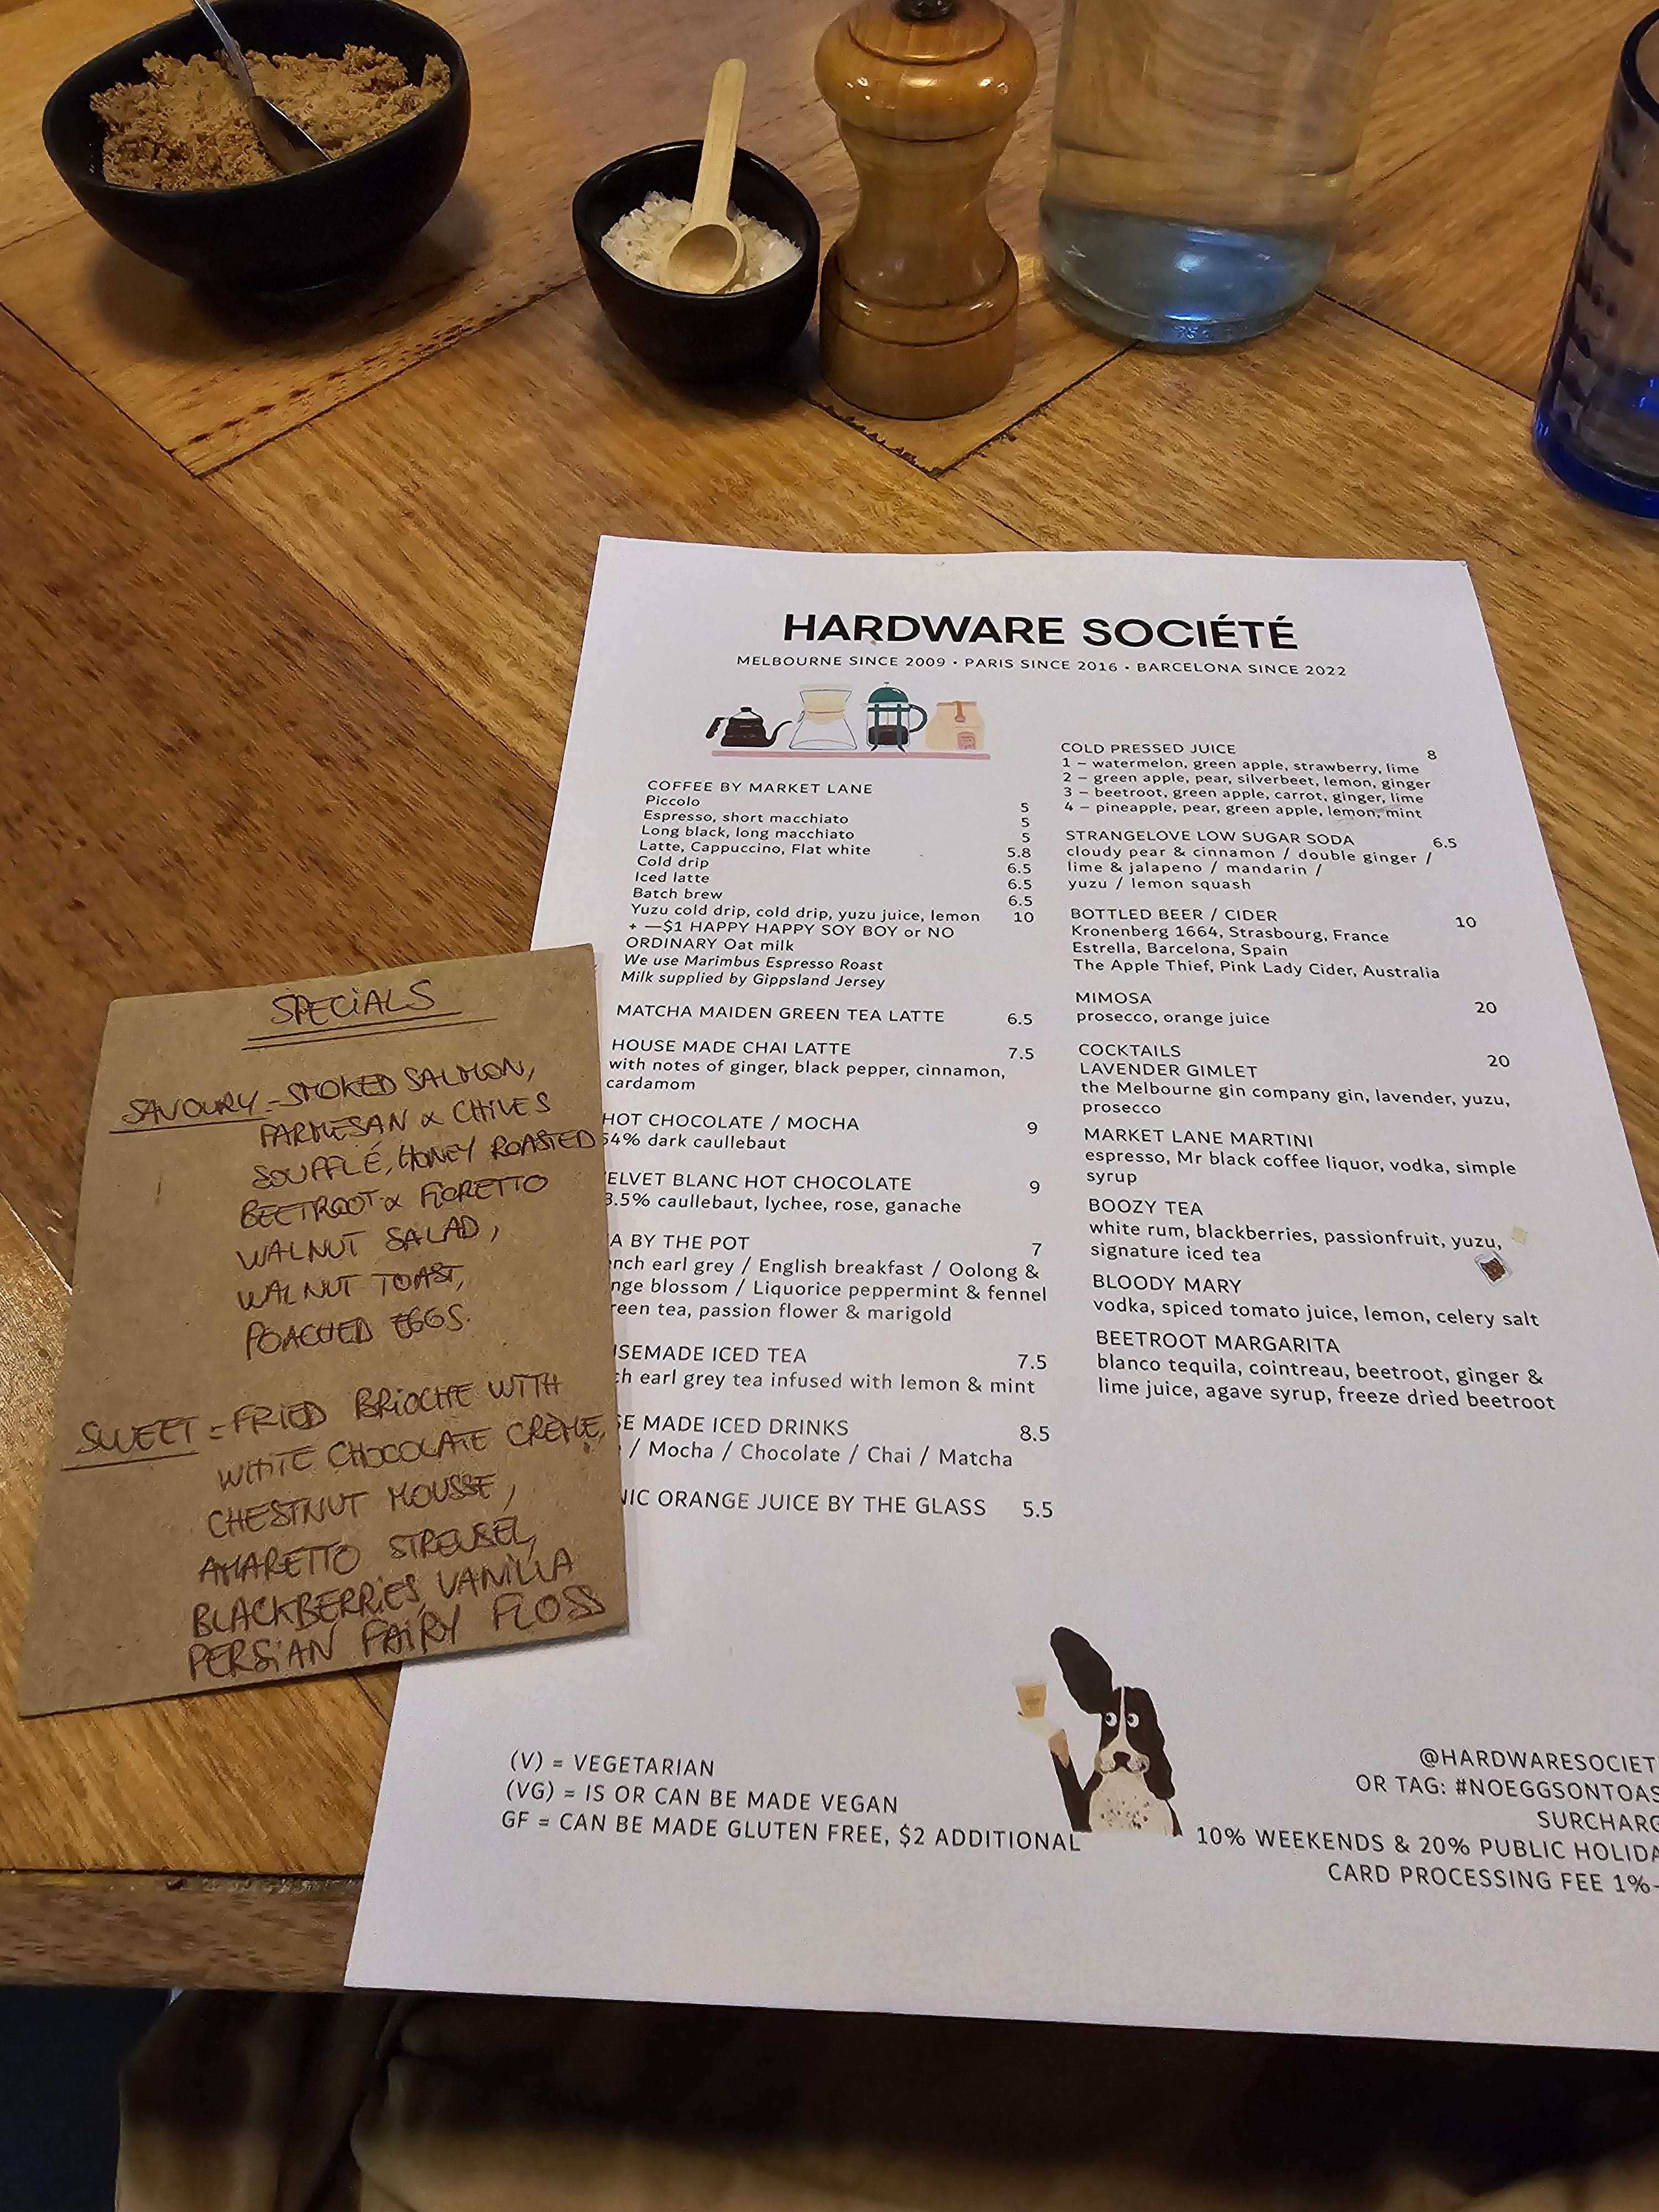 HARDWARE SOCIÉTÉ
MELBOURNE SINCE 2009 • PARIS SINCE 2016 • BARCELONA SINCE 2022
COFFEE BY MARKET LANE
Piccolo 5
Espresso, short macchiato 5
Long black, long macchiato 5
Latte, Cappuccino, Flat white 5.8
Cold drip 6.5
Iced latte 6.5
Batch brew 6.5
Yuzu cold drip, cold drip, yuzu juice, lemon 10
+ —$1 HAPPY HAPPY SOY BOY or NO
ORDINARY Oat milk
We use Marimbus Espresso Roast
Milk supplied by Gippsland Jersey
MATCHA MAIDEN GREEN TEA LATTE 6.5
HOUSE MADE CHAI LATTE 7.5
with notes of ginger, black pepper, cinnamon,
cardamom
HOT CHOCOLATE / MOCHA 9
54% dark caullebaut
ELVET BLANC HOT CHOCOLATE 9
3.5% caullebaut, lychee, rose, ganache
A BY THE POT 7
nch earl grey / English breakfast / Oolong &
nge blossom / Liquorice peppermint & fennel
reen tea, passion flower & marigold
SEMADE ICED TEA 7.5
ch earl grey tea infused with lemon & mint
SE MADE ICED DRINKS 8.5
/ Mocha / Chocolate / Chai / Matcha
NIC ORANGE JUICE BY THE GLASS 5.5
COLD PRESSED JUICE 8
1 – watermelon, green apple, strawberry, lime
2 – green apple, pear, silverbeet, lemon, ginger
3 – beetroot, green apple, carrot, ginger, lime
4 – pineapple, pear, green apple, lemon, mint
STRANGELOVE LOW SUGAR SODA 6.5
cloudy pear & cinnamon / double ginger /
lime & jalapeno / mandarin /
yuzu / lemon squash
BOTTLED BEER / CIDER 10
Kronenberg 1664, Strasbourg, France
Estrella, Barcelona, Spain
The Apple Thief, Pink Lady Cider, Australia
MIMOSA 20
prosecco, orange juice
COCKTAILS 20
LAVENDER GIMLET
the Melbourne gin company gin, lavender, yuzu,
prosecco
MARKET LANE MARTINI
espresso, Mr black coffee liquor, vodka, simple
syrup
BOOZY TEA
white rum, blackberries, passionfruit, yuzu,
signature iced tea
BLOODY MARY
vodka, spiced tomato juice, lemon, celery salt
BEETROOT MARGARITA
blanco tequila, cointreau, beetroot, ginger &
lime juice, agave syrup, freeze dried beetroot
SPECIALS
SAVOURY - SMOKED SALMON,
PARMESAN & CHIVES
SOUFFLÉ, HONEY ROASTED
BEETROOT & FIORETTO
WALNUT SALAD,
WALNUT TOAST,
POACHED EGGS.
SWEET = FRIED BRIOCHE WITH
WHITE CHOCOLATE CRÈME,
CHESTNUT MOUSSE,
AMARETTO STREUSEL,
BLACKBERRIES, VANILLA
PERSIAN FAIRY FLOSS
(V) = VEGETARIAN
(VG) = IS OR CAN BE MADE VEGAN
GF = CAN BE MADE GLUTEN FREE, $2 ADDITIONAL
@HARDWARESOCIET
OR TAG: #NOEGGSONTOAS
SURCHARG
10% WEEKENDS & 20% PUBLIC HOLIDA
CARD PROCESSING FEE 1%-